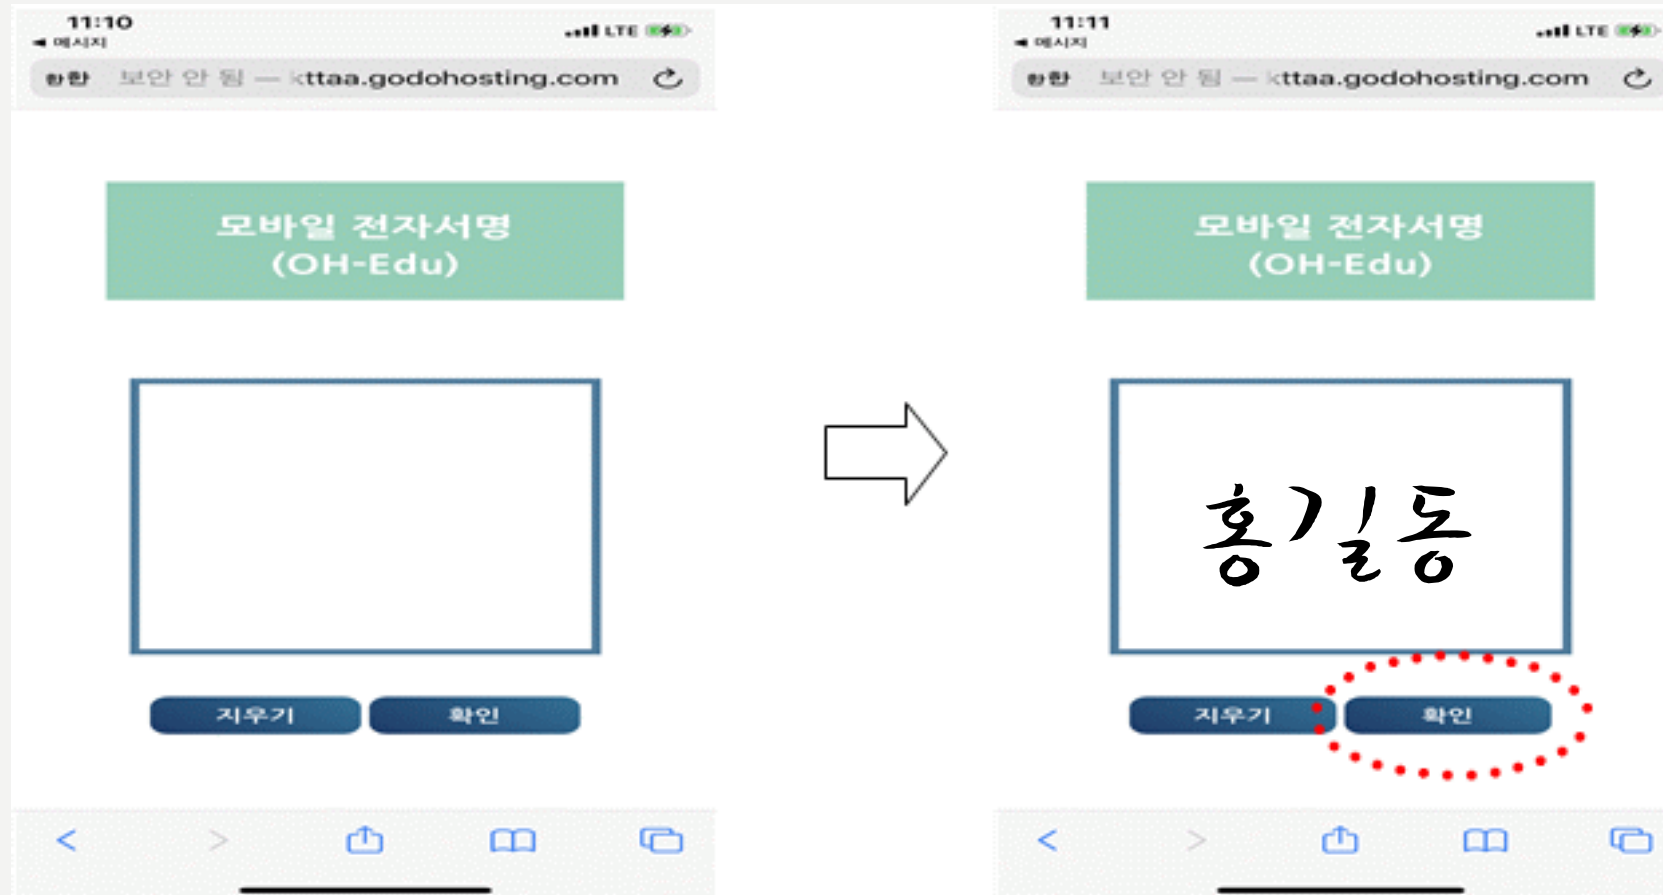 11:10
LTE
◀ 메시지
보안 안 됨 — kttaa.godohosting.com
모바일 전자서명
(OH-Edu)
지우기 확인
11:11
LTE
◀ 메시지
보안 안 됨 — kttaa.godohosting.com
모바일 전자서명
(OH-Edu)
홍길동
지우기 확인